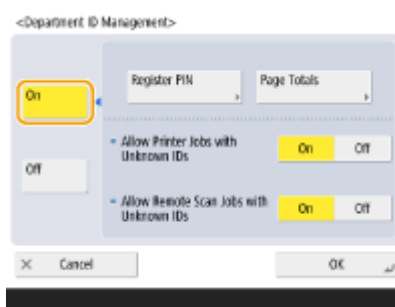 <Department ID Management>
On
Register PIN
Page Totals
Allow Printer Jobs with
Unknown IDs
On
Off
Off
Allow Remote Scan Jobs with
Unknown IDs
On
Off
Cancel
OK